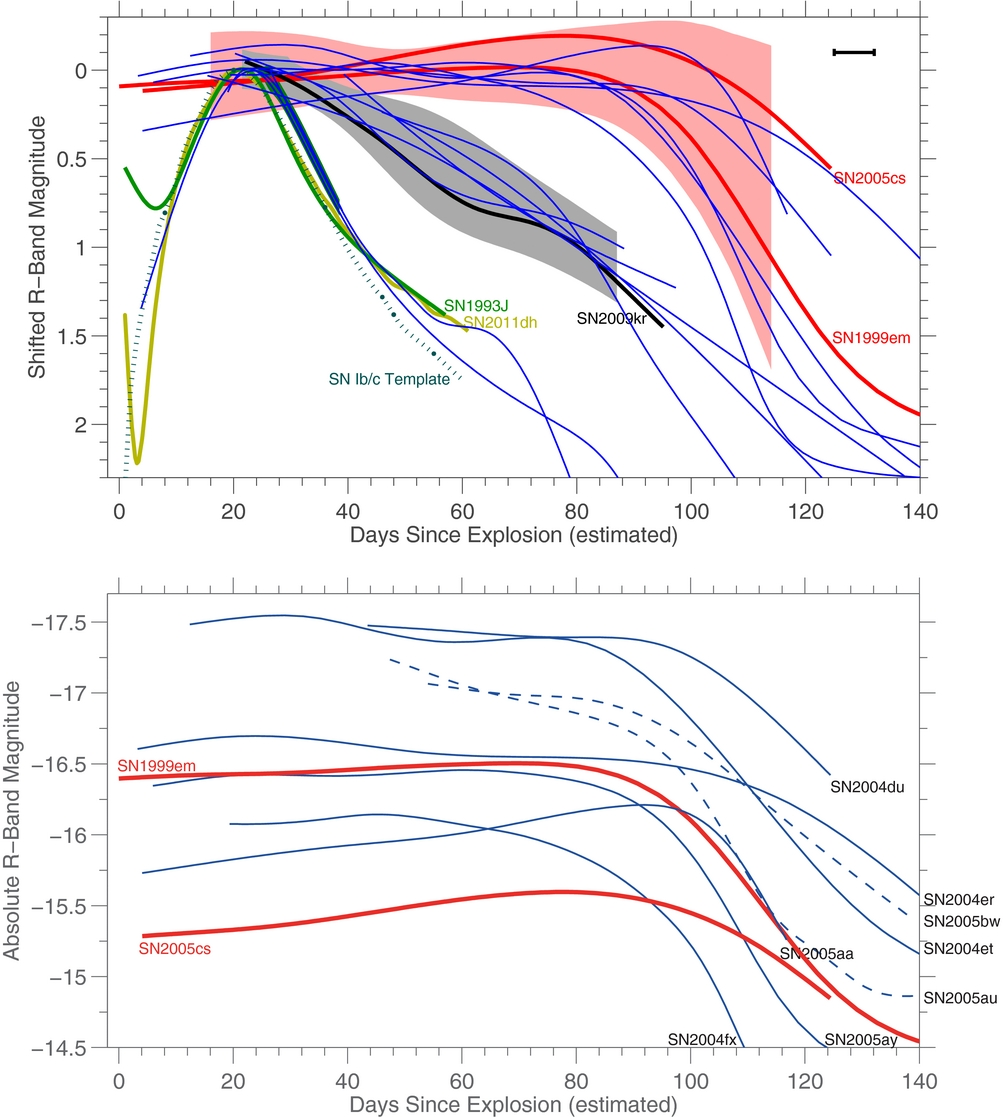 0
0.5
1
1.5
2
Shifted R−Band Magnitude
SN2005cs
SN1993J
SN2011dh
SN2009kr
SN1999em
SN Ib/c Template
0 20 40 60 80 100 120 140
Days Since Explosion (estimated)
−17.5
−17
−16.5
−16
−15.5
−15
−14.5
Absolute R−Band Magnitude
SN1999em
SN2004du
SN2004er
SN2005bw
SN2005cs
SN2004et
SN2005aa
SN2005au
SN2004fx
SN2005ay
0 20 40 60 80 100 120 140
Days Since Explosion (estimated)